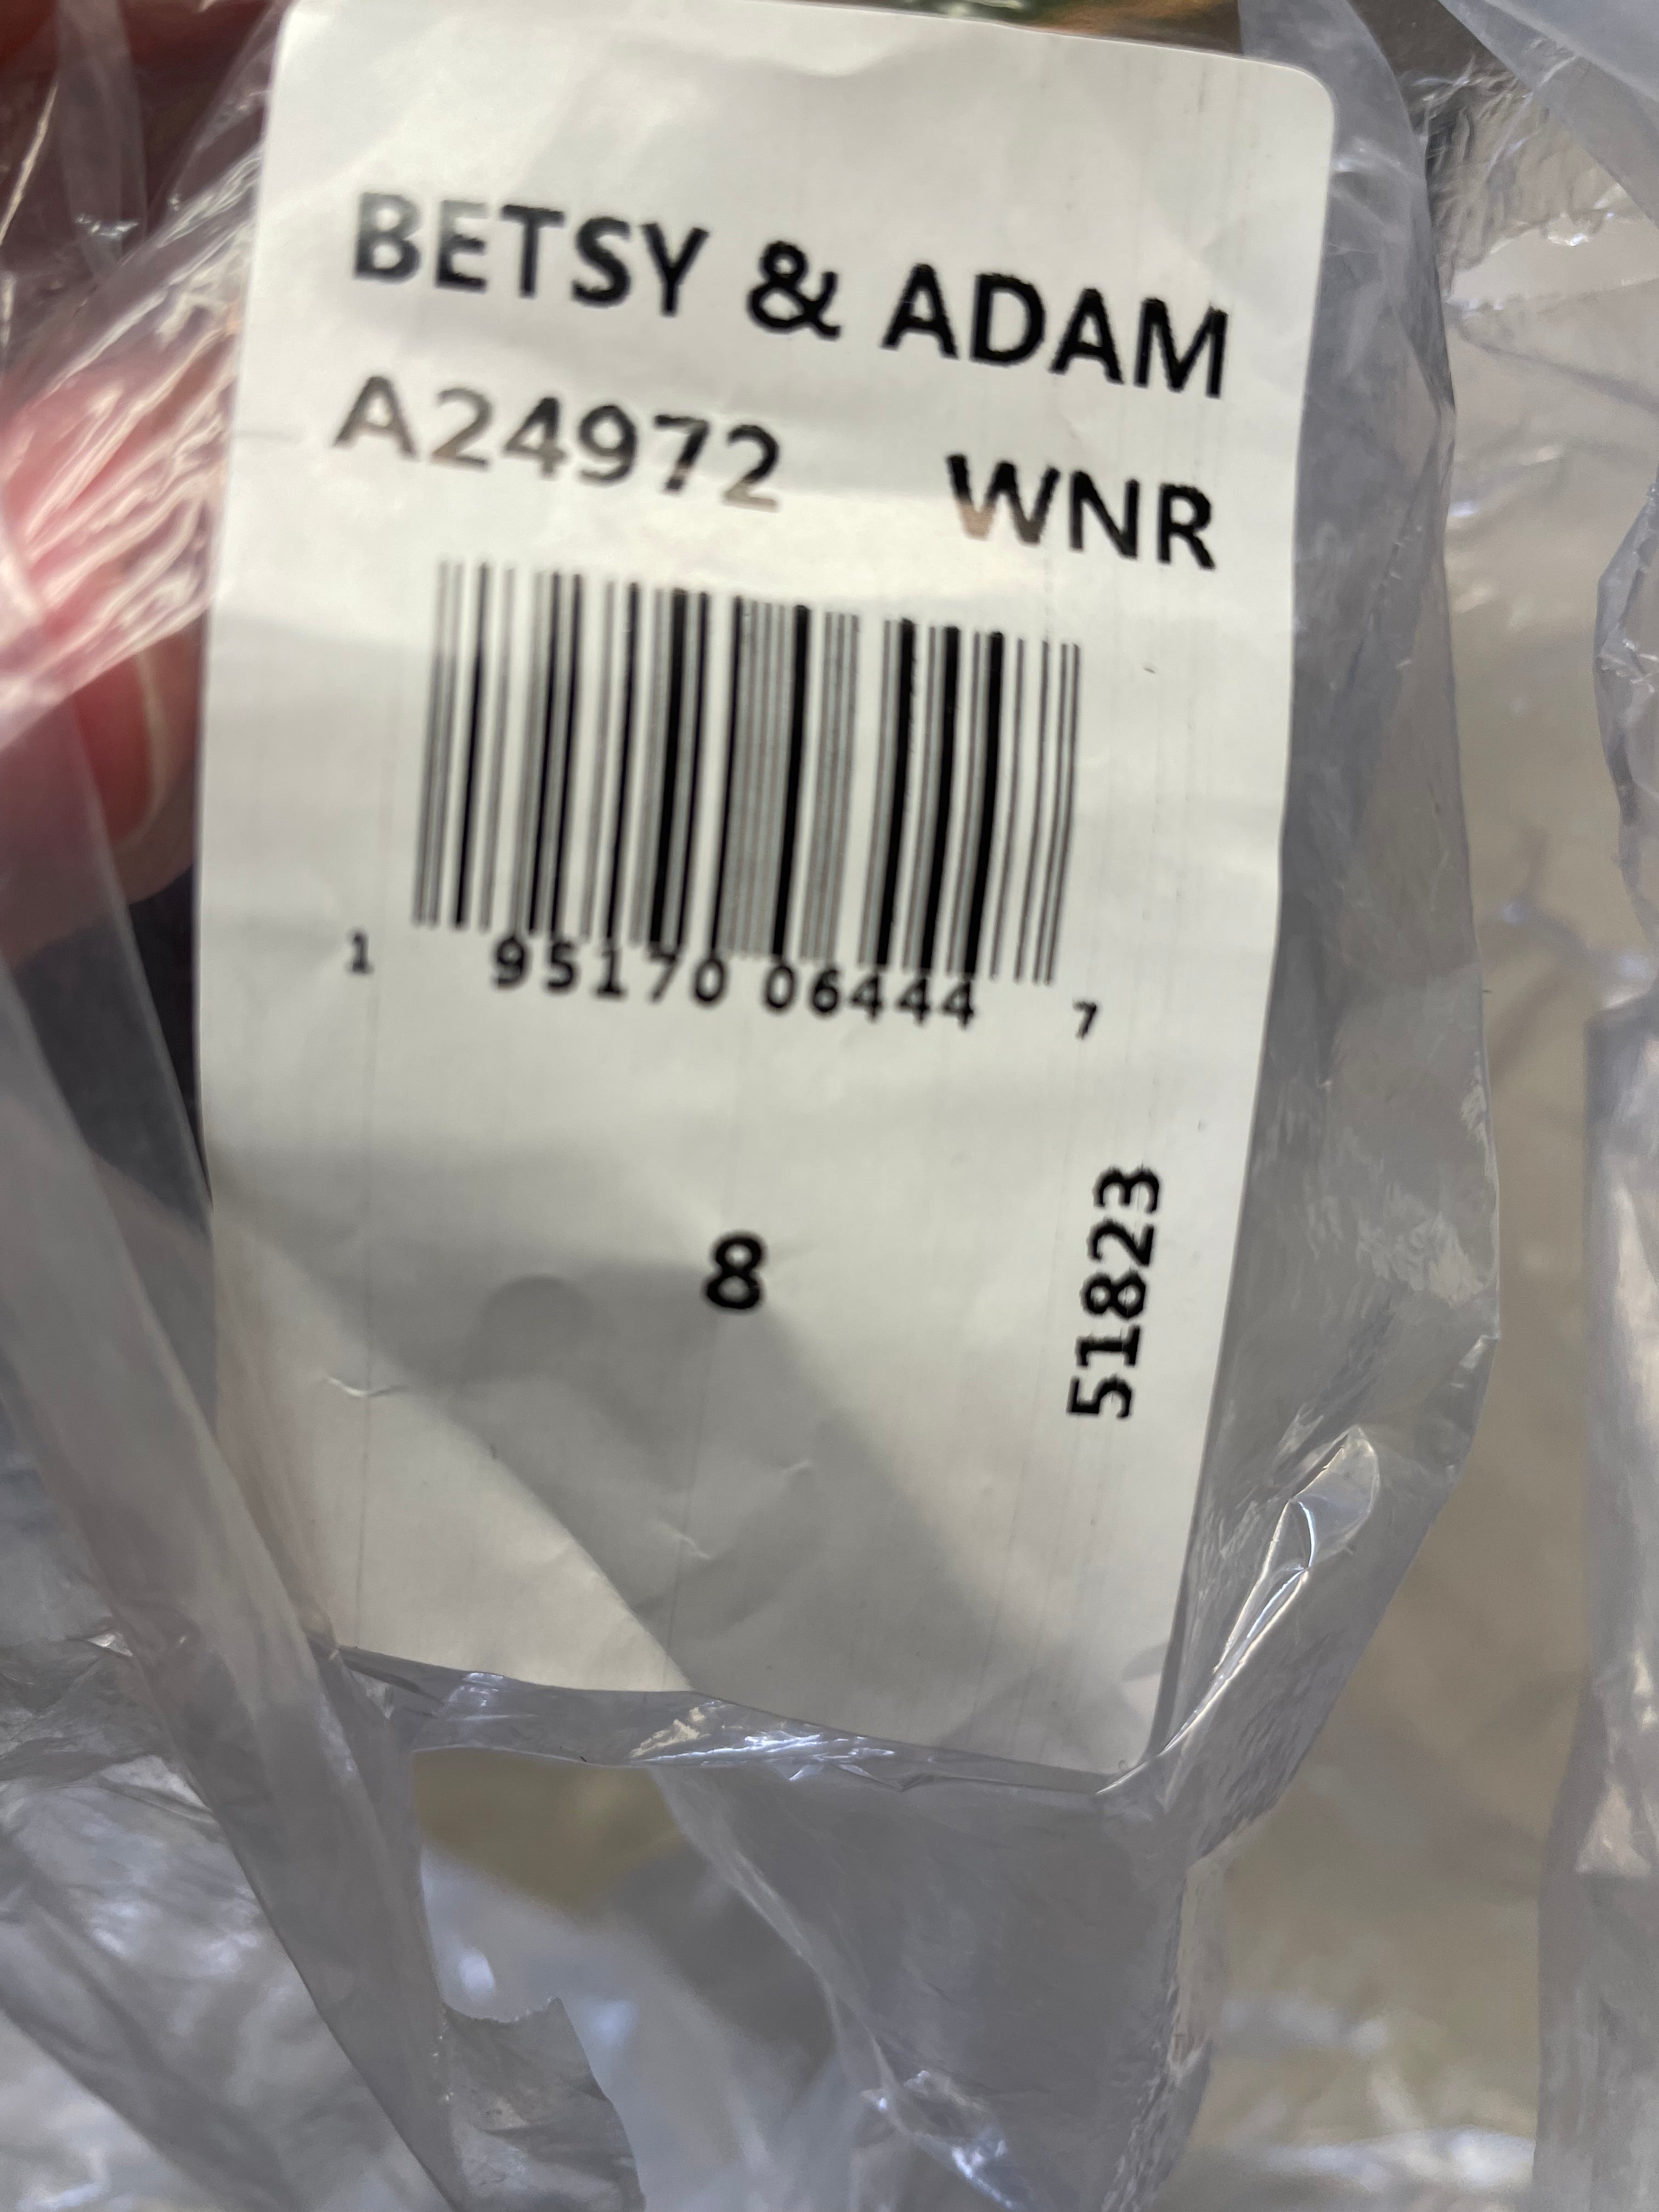 BETSY & ADAM
A24972 WNR
1 95170 06444 7
8
51823